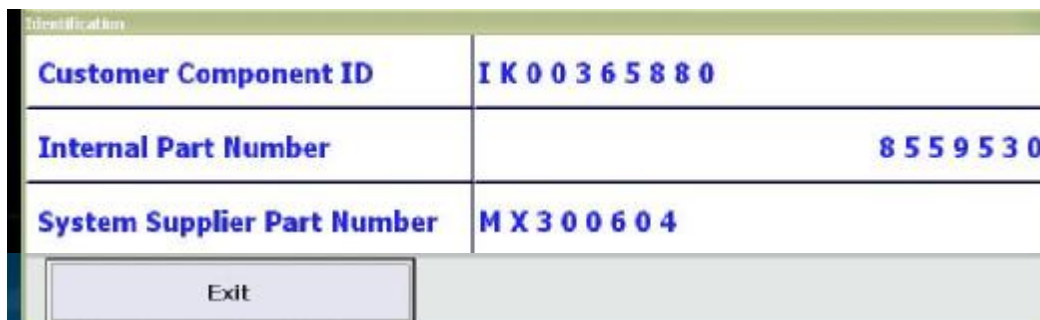 Identification
Customer Component ID I K 0 0 3 6 5 8 8 0
Internal Part Number 8 5 5 9 5 3 0
System Supplier Part Number M X 3 0 0 6 0 4
Exit